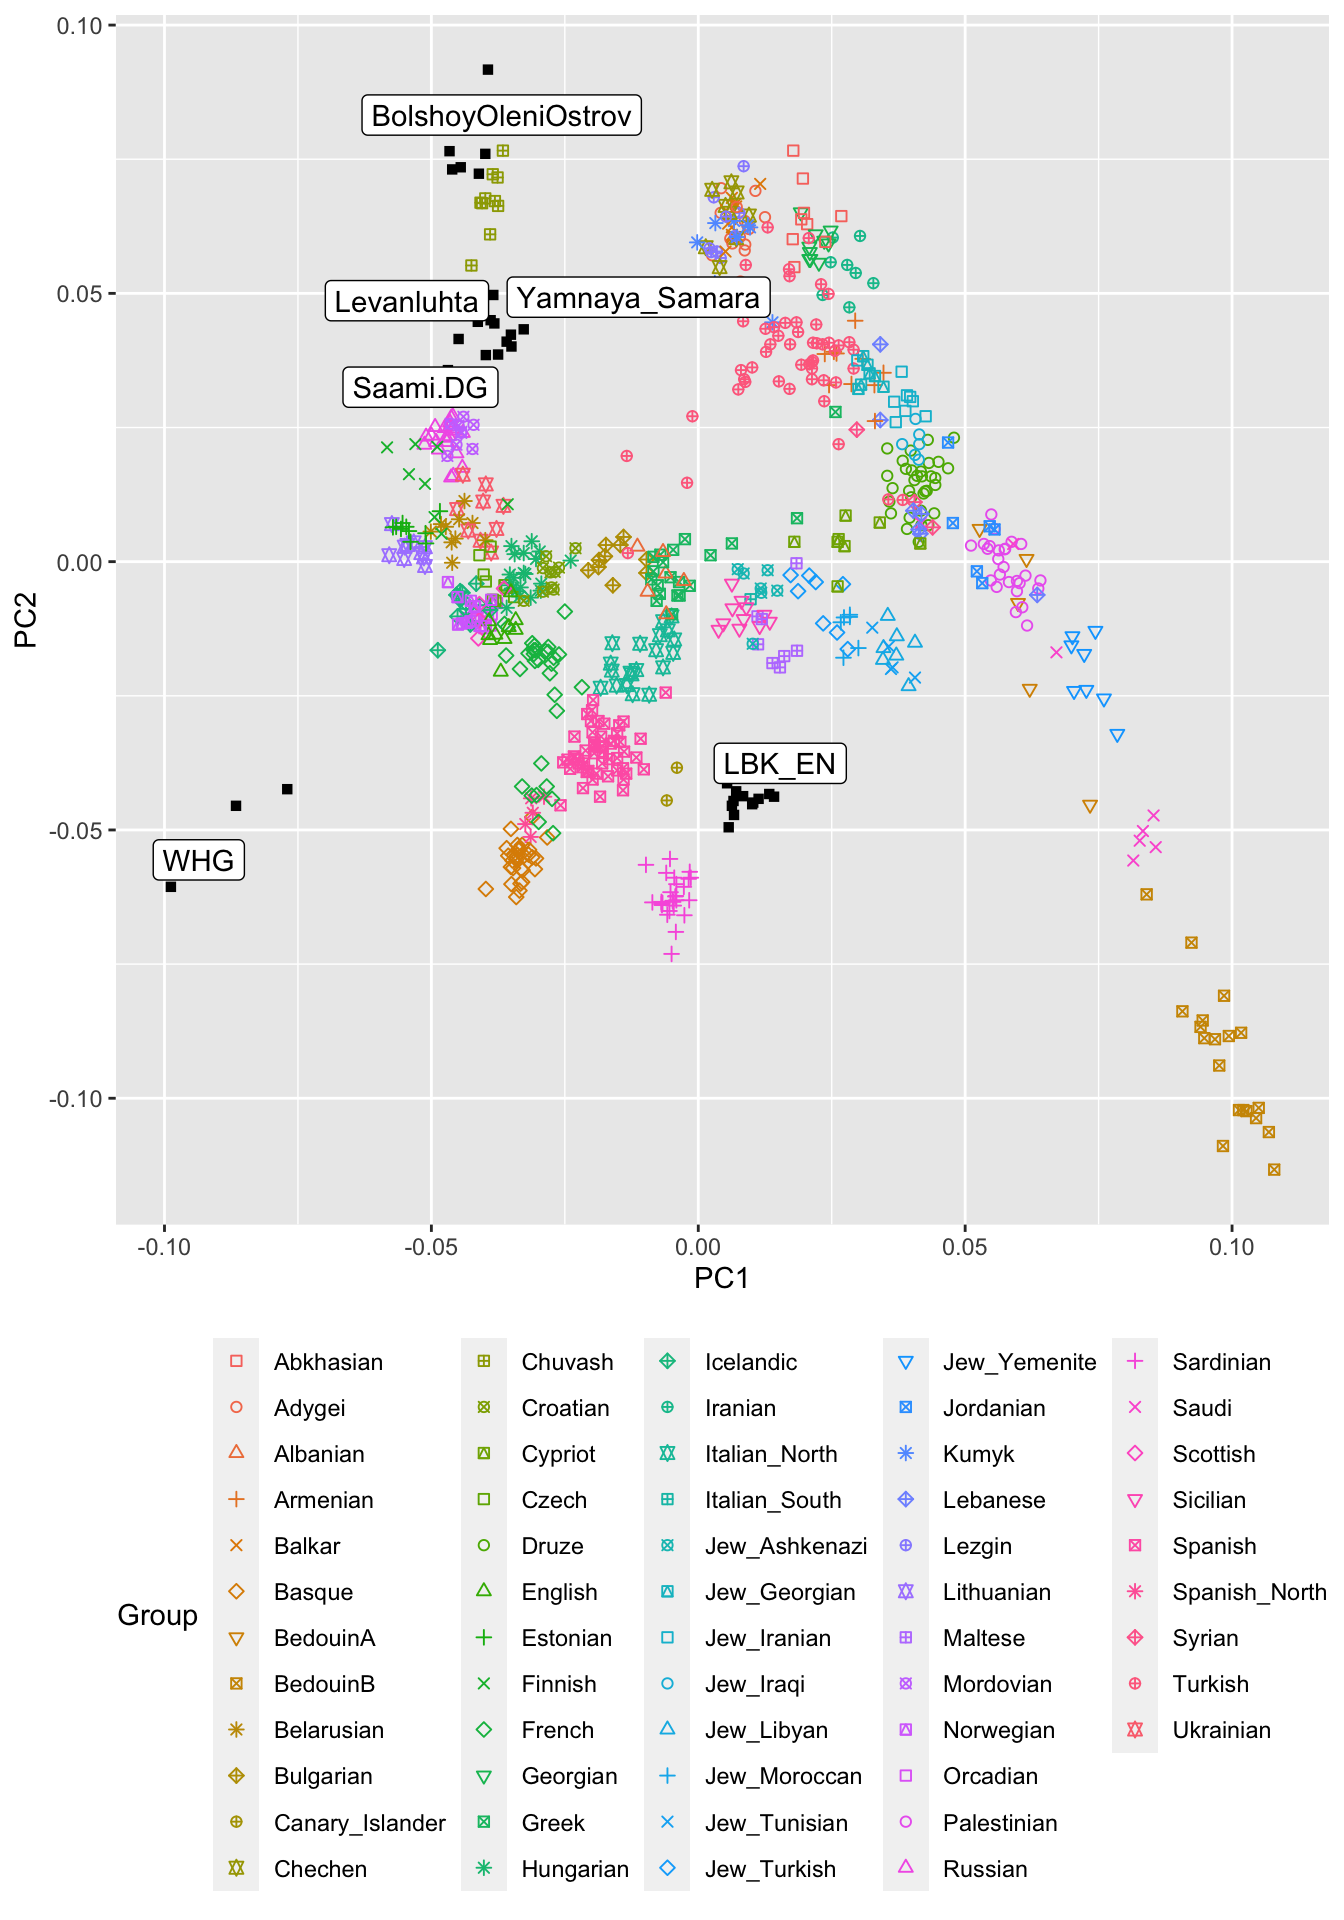 0.10
BolshoyOleniOstrov
0.05
Levanluhta
Yamnaya_Samara
Saami.DG
0.00
PC2
LBK_EN
-0.05
WHG
-0.10
-0.10 -0.05 0.00 0.05 0.10
PC1
Group
Abkhasian
Adygei
Albanian
Armenian
Balkar
Basque
BedouinA
BedouinB
Belarusian
Bulgarian
Canary_Islander
Chechen
Chuvash
Croatian
Cypriot
Czech
Druze
English
Estonian
Finnish
French
Georgian
Greek
Hungarian
Icelandic
Iranian
Italian_North
Italian_South
Jew_Ashkenazi
Jew_Georgian
Jew_Iranian
Jew_Iraqi
Jew_Libyan
Jew_Moroccan
Jew_Tunisian
Jew_Turkish
Jew_Yemenite
Jordanian
Kumyk
Lebanese
Lezgin
Lithuanian
Maltese
Mordovian
Norwegian
Orcadian
Palestinian
Russian
Sardinian
Saudi
Scottish
Sicilian
Spanish
Spanish_North
Syrian
Turkish
Ukrainian